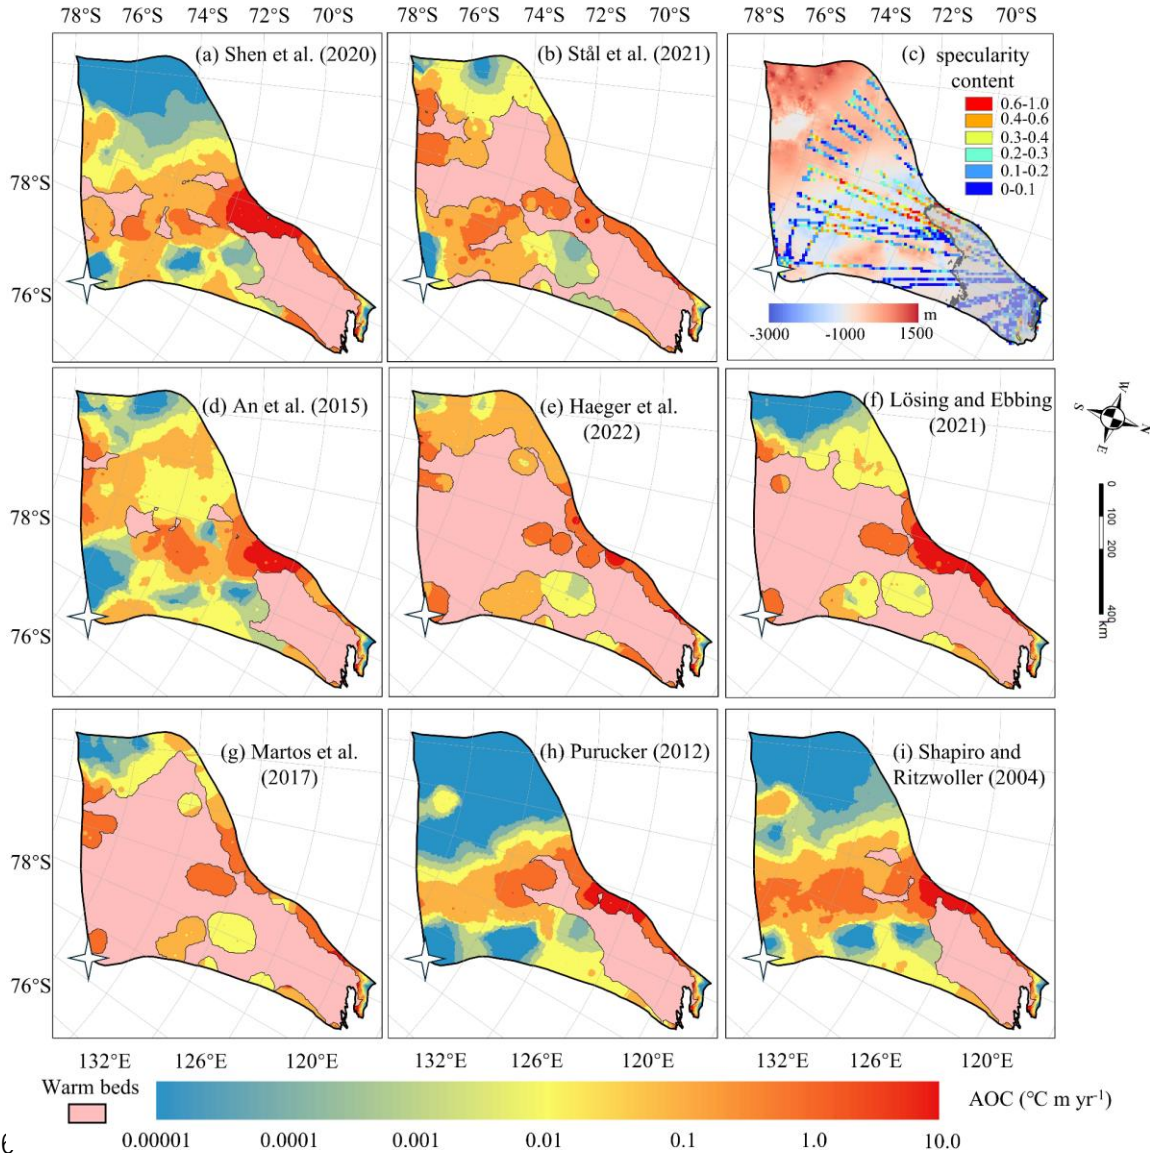 78°S 76°S 74°S 72°S 70°S 78°S 76°S 74°S 72°S 70°S 78°S 76°S 74°S 72°S 70°S
(a) Shen et al. (2020)
(b) Stål et al. (2021)
(c) specularity
content
0.6-1.0
0.4-0.6
0.3-0.4
0.2-0.3
0.1-0.2
0-0.1
78°S
76°S
m
-3000 -1000 1500
(d) An et al. (2015)
(e) Haeger et al.
(2022)
(f) Lösing and Ebbing
(2021)
W
S N
E
0
100
200
400
km
78°S
76°S
(g) Martos et al.
(2017)
(h) Purucker (2012)
(i) Shapiro and
Ritzwoller (2004)
78°S
76°S
132°E 126°E 120°E 132°E 126°E 120°E 132°E 126°E 120°E
Warm beds
AOC (°C m yr⁻¹)
0.00001 0.0001 0.001 0.01 0.1 1.0 10.0